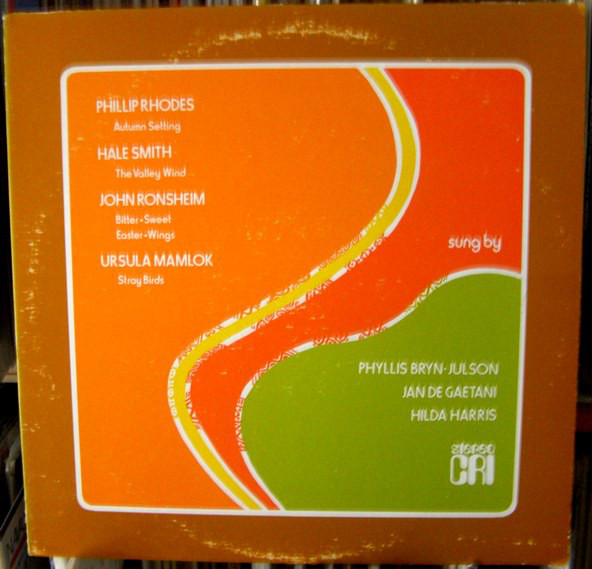 PHILLIP RHODES
Autumn Setting
HALE SMITH
The Valley Wind
JOHN RONSHEIM
Bitter-Sweet
Easter-Wings
URSULA MAMLOK
Stray Birds
sung by
PHYLLIS BRYN-JULSON
JAN DE GAETANI
HILDA HARRIS
stereo
CRI